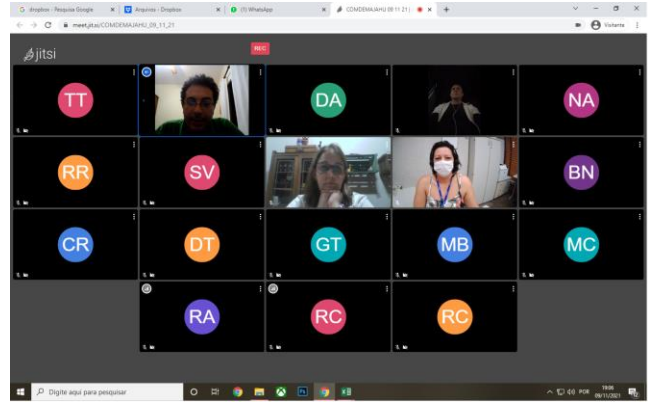 dropbox - Pesquisa Google
Arquivos - Dropbox
(1) WhatsApp
COMDEMAJAHU 09 11 21 |
meet.jit.si/COMDEMAJAHU_09_11_21
Visitante
jitsi
REC
TT
DA
NA
RR
SV
BN
CR
DT
GT
MB
MC
RA
RC
RC
Digite aqui para pesquisar
POR
19:06
09/11/2021